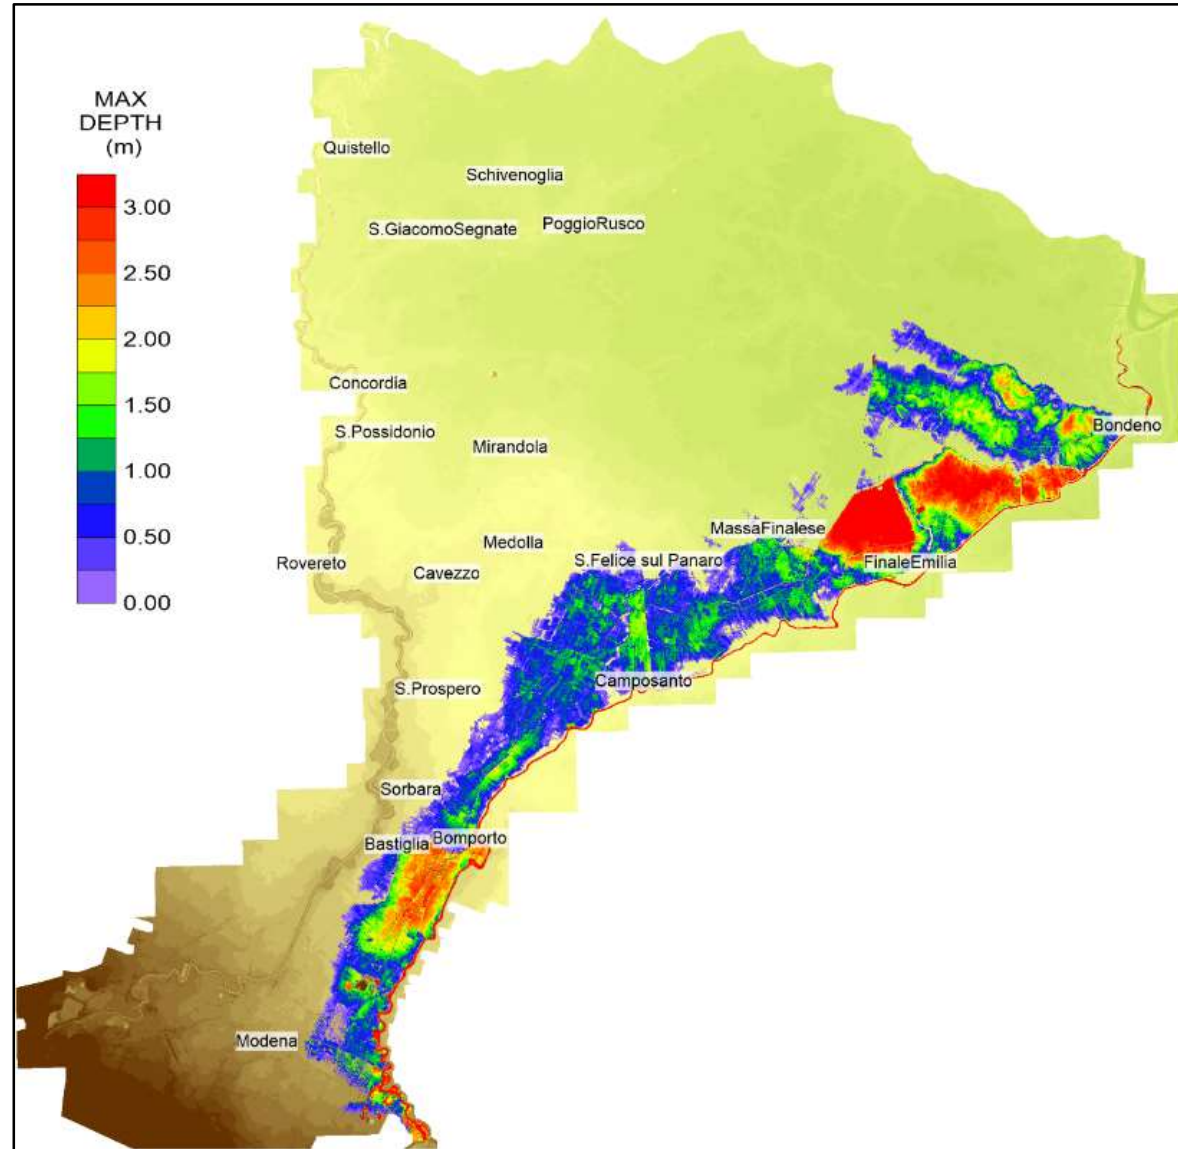 MAX
DEPTH
(m)
3.00
2.50
2.00
1.50
1.00
0.50
0.00
Quistello
Schivenoglia
S.GiacomoSegnate
PoggioRusco
Concordia
S.Possidonio
Mirandola
Bondeno
MassaFinalese
Medolla
S.Felice sul Panaro
FinaleEmilia
Rovereto
Cavezzo
Camposanto
S.Prospero
Sorbara
Bastiglia
Bomporto
Modena